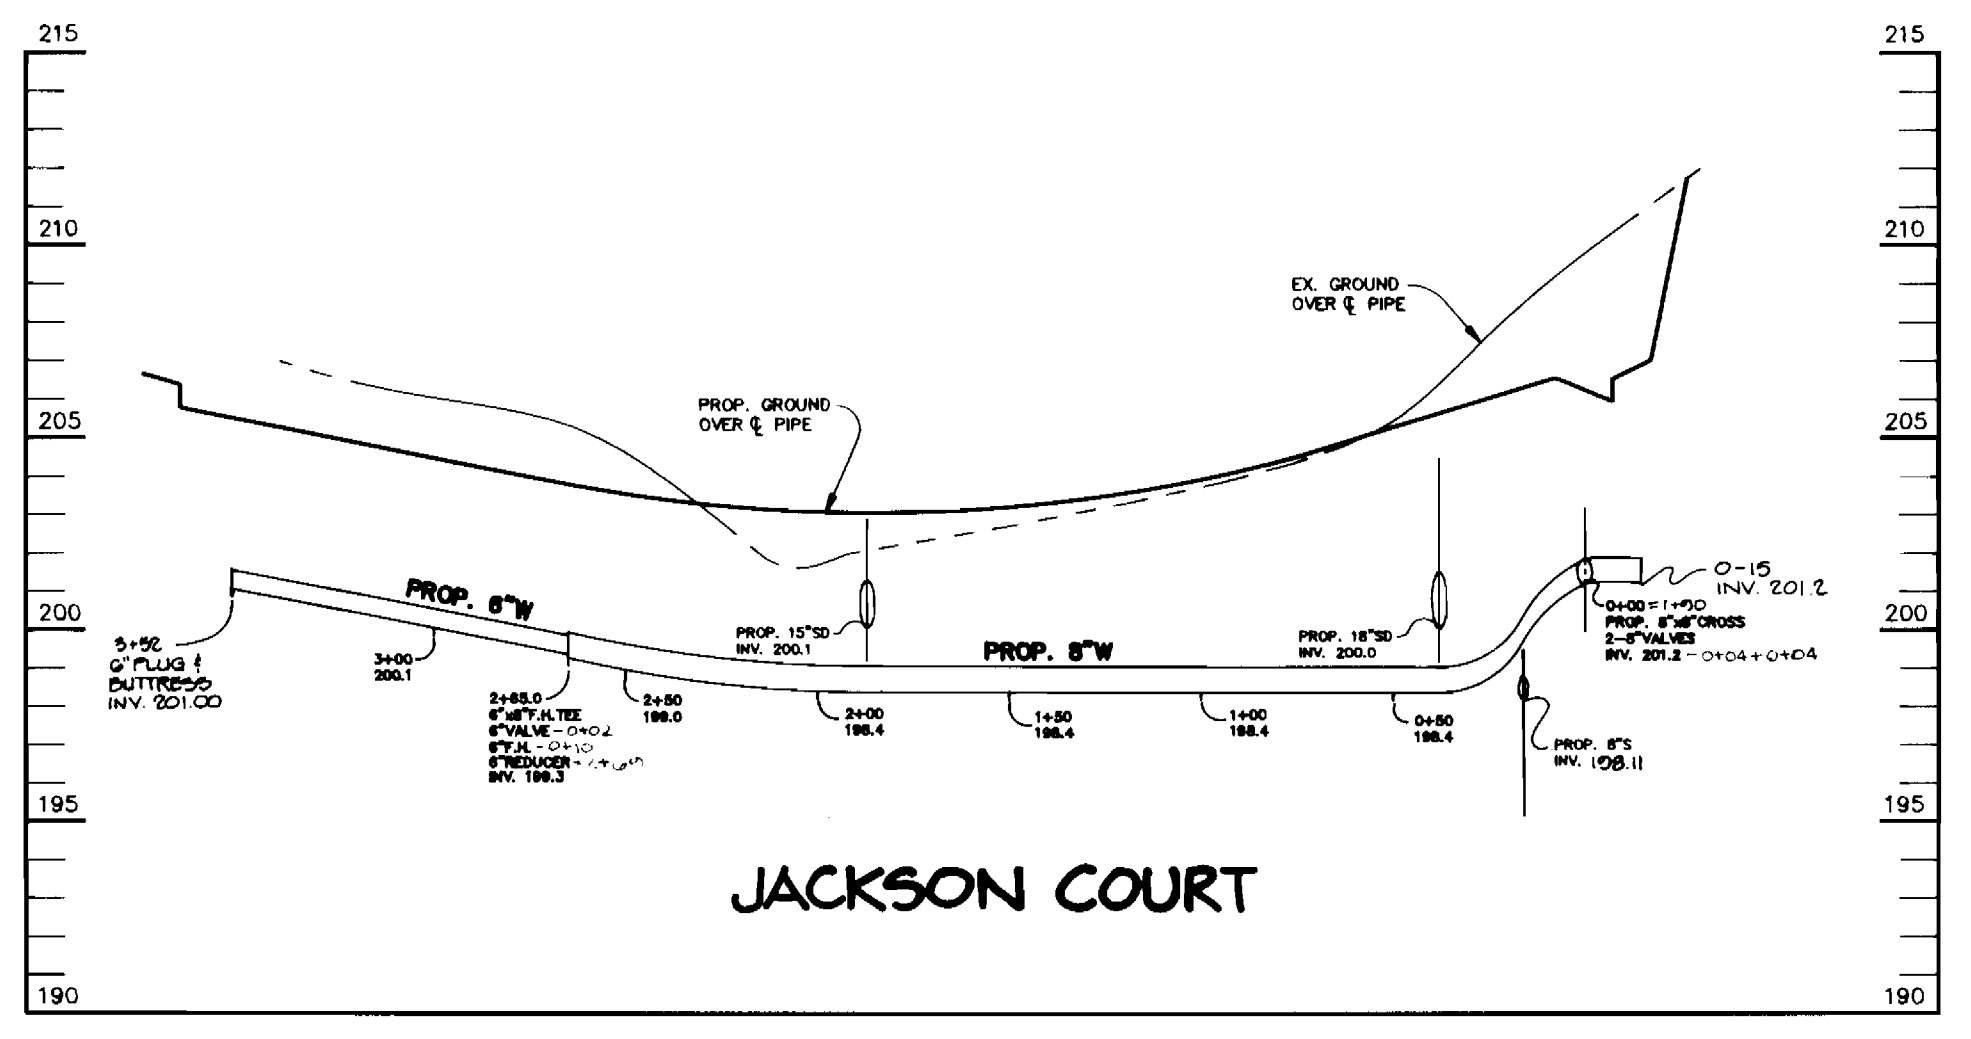 215
215
210
210
EX. GROUND
OVER ℄ PIPE
PROP. GROUND
OVER ℄ PIPE
205
205
PROP. 6"W
200
200
3+52
6" PLUG &
BUTTRESS
INV. 201.00
3+00
200.1
2+65.0
6"x8"F.H.TEE
6"VALVE - 0+02
6"F.H. - 0+10
6"REDUCER
INV. 199.3
2+50
199.0
PROP. 15"SD
INV. 200.1
2+00
198.4
PROP. 8"W
1+50
198.4
1+00
198.4
PROP. 18"SD
INV. 200.0
0+50
198.4
0-15
INV. 201.2
0+00 =
PROP. 8"x8"CROSS
2-8"VALVES
INV. 201.2 - 0+04 + 0+04
PROP. 8"S
INV. 198.11
195
195
JACKSON COURT
190
190